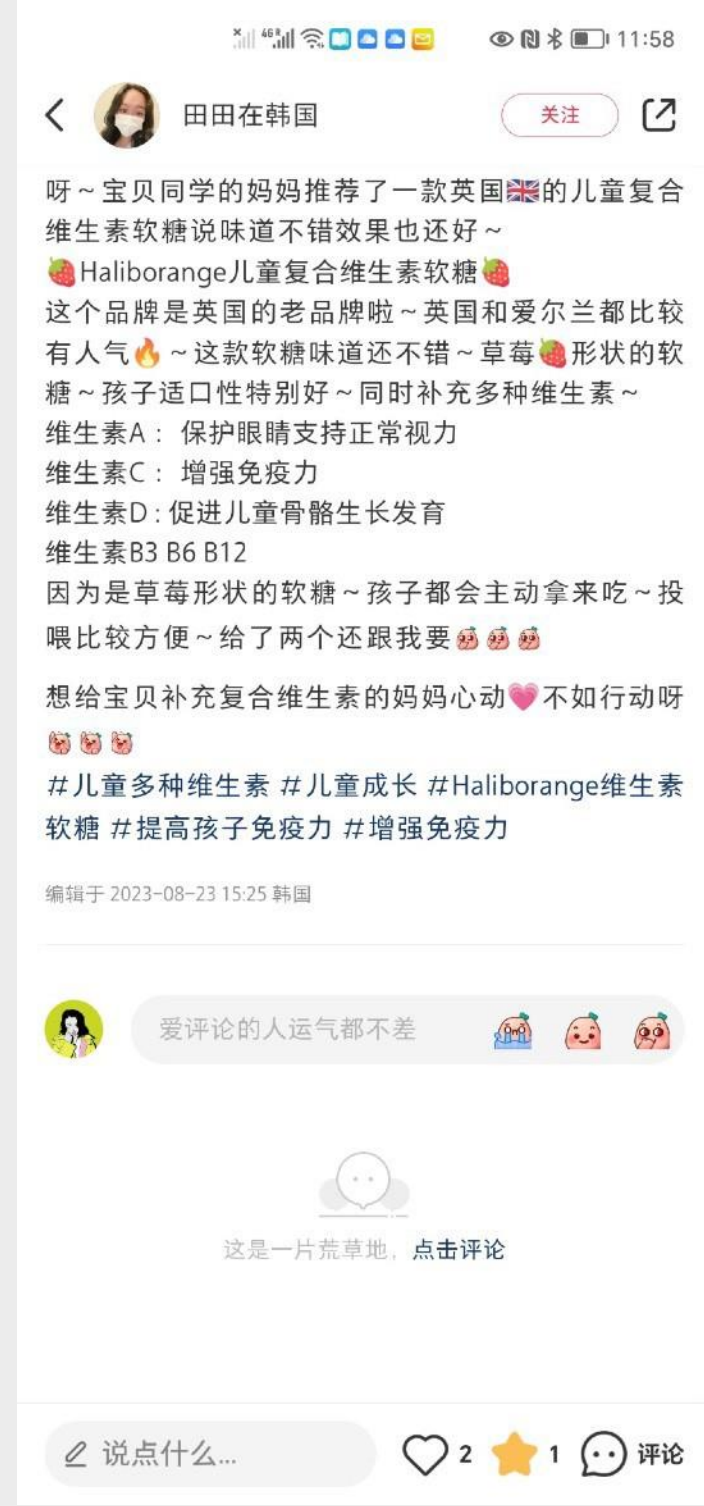 46 11:58
田田在韩国 关注
呀～宝贝同学的妈妈推荐了一款英国🇬🇧的儿童复合
维生素软糖说味道不错效果也还好～
🍓Haliborange儿童复合维生素软糖🍓
这个品牌是英国的老品牌啦～英国和爱尔兰都比较
有人气🔥～这款软糖味道还不错～草莓🍓形状的软
糖～孩子适口性特别好～同时补充多种维生素～
维生素A： 保护眼睛支持正常视力
维生素C： 增强免疫力
维生素D : 促进儿童骨骼生长发育
维生素B3 B6 B12
因为是草莓形状的软糖～孩子都会主动拿来吃～投
喂比较方便～给了两个还跟我要
想给宝贝补充复合维生素的妈妈心动💗不如行动呀
#儿童多种维生素 #儿童成长 #Haliborange维生素
软糖 #提高孩子免疫力 #增强免疫力
编辑于 2023-08-23 15:25 韩国
爱评论的人运气都不差
这是一片荒草地，点击评论
说点什么... 2 1 评论